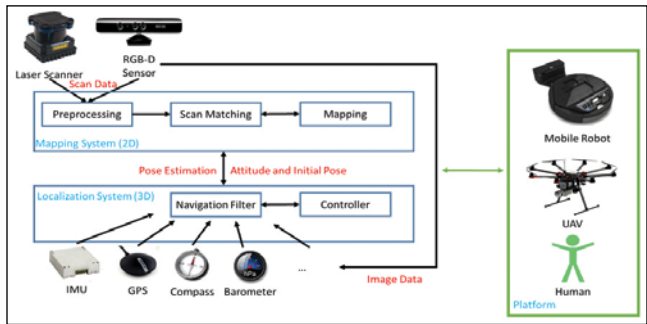 Laser Scanner
RGB-D
Sensor
Scan Data
Preprocessing
Scan Matching
Mapping
Mapping System (2D)
Pose Estimation
Attitude and Initial Pose
Localization System (3D)
Navigation Filter
Controller
IMU
GPS
Compass
Barometer
...
Image Data
Mobile Robot
UAV
Human
Platform